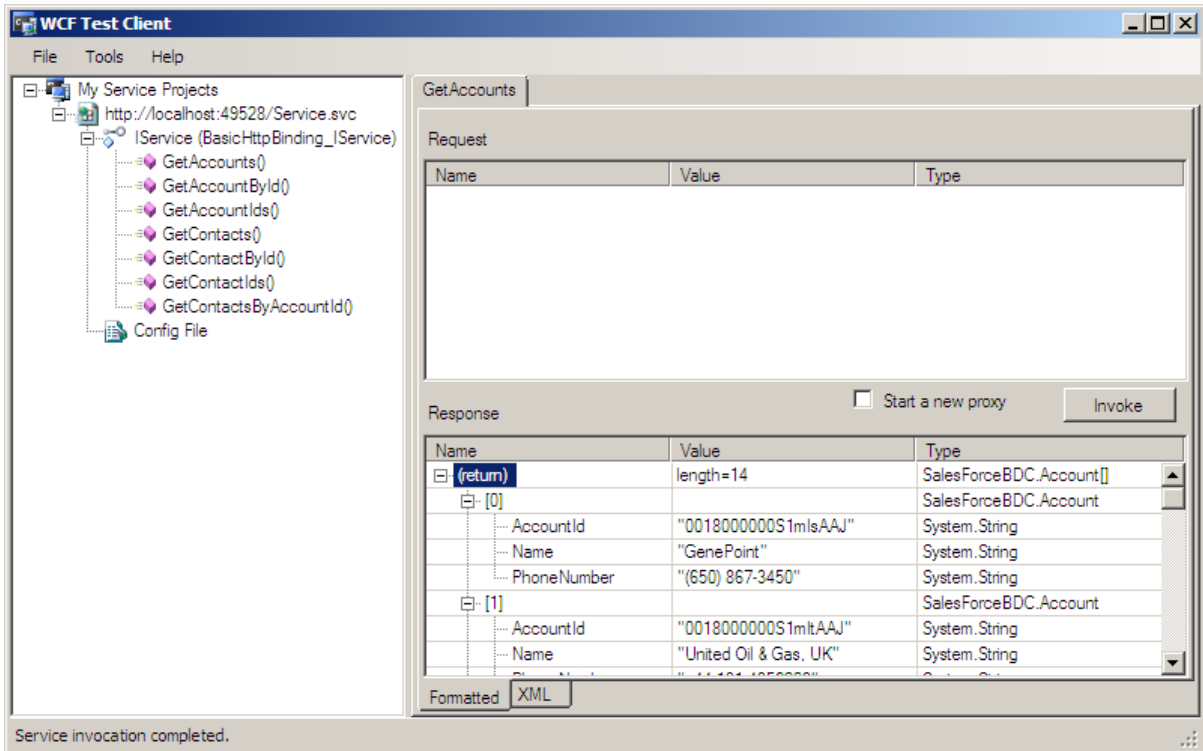 WCF Test Client
File Tools Help
My Service Projects
http://localhost:49528/Service.svc
IService (BasicHttpBinding_IService)
GetAccounts()
GetAccountById()
GetAccountIds()
GetContacts()
GetContactById()
GetContactIds()
GetContactsByAccountId()
Config File
GetAccounts
Request
Name Value Type
Response
Start a new proxy
Invoke
Name Value Type
(return) length=14 SalesForceBDC.Account[]
[0] SalesForceBDC.Account
AccountId "0018000000S1mlsAAJ" System.String
Name "GenePoint" System.String
PhoneNumber "(650) 867-3450" System.String
[1] SalesForceBDC.Account
AccountId "0018000000S1mltAAJ" System.String
Name "United Oil & Gas, UK" System.String
Formatted XML
Service invocation completed.